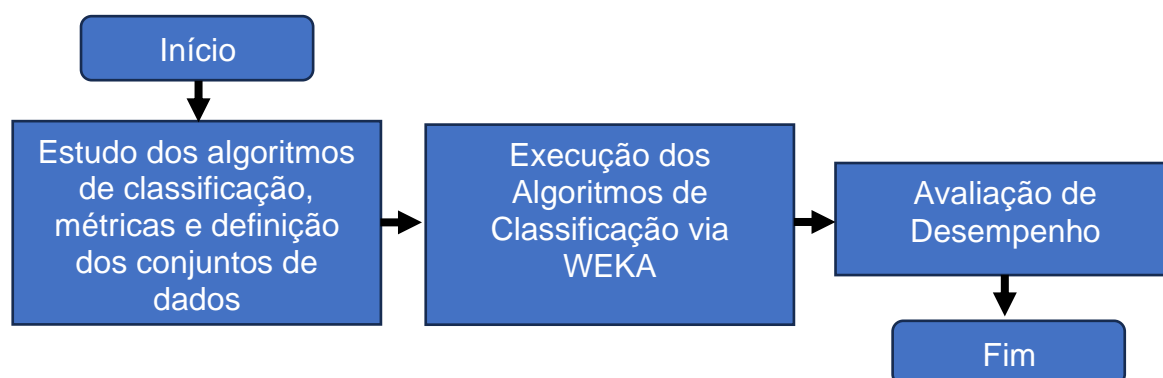 Início
Estudo dos algoritmos
de classificação,
métricas e definição
dos conjuntos de
dados
Execução dos
Algoritmos de
Classificação via
WEKA
Avaliação de
Desempenho
Fim